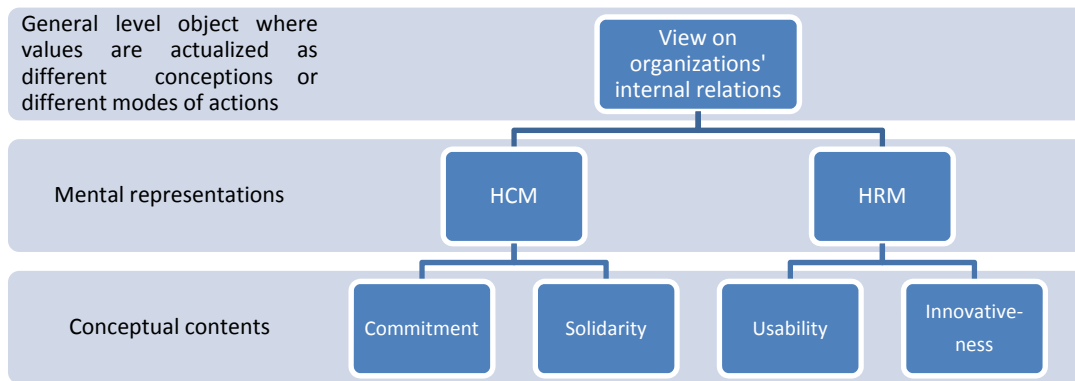 General level object where
values are actualized as
different conceptions or
different modes of actions
View on
organizations'
internal relations
Mental representations
HCM
HRM
Conceptual contents
Commitment
Solidarity
Usability
Innovative-
ness